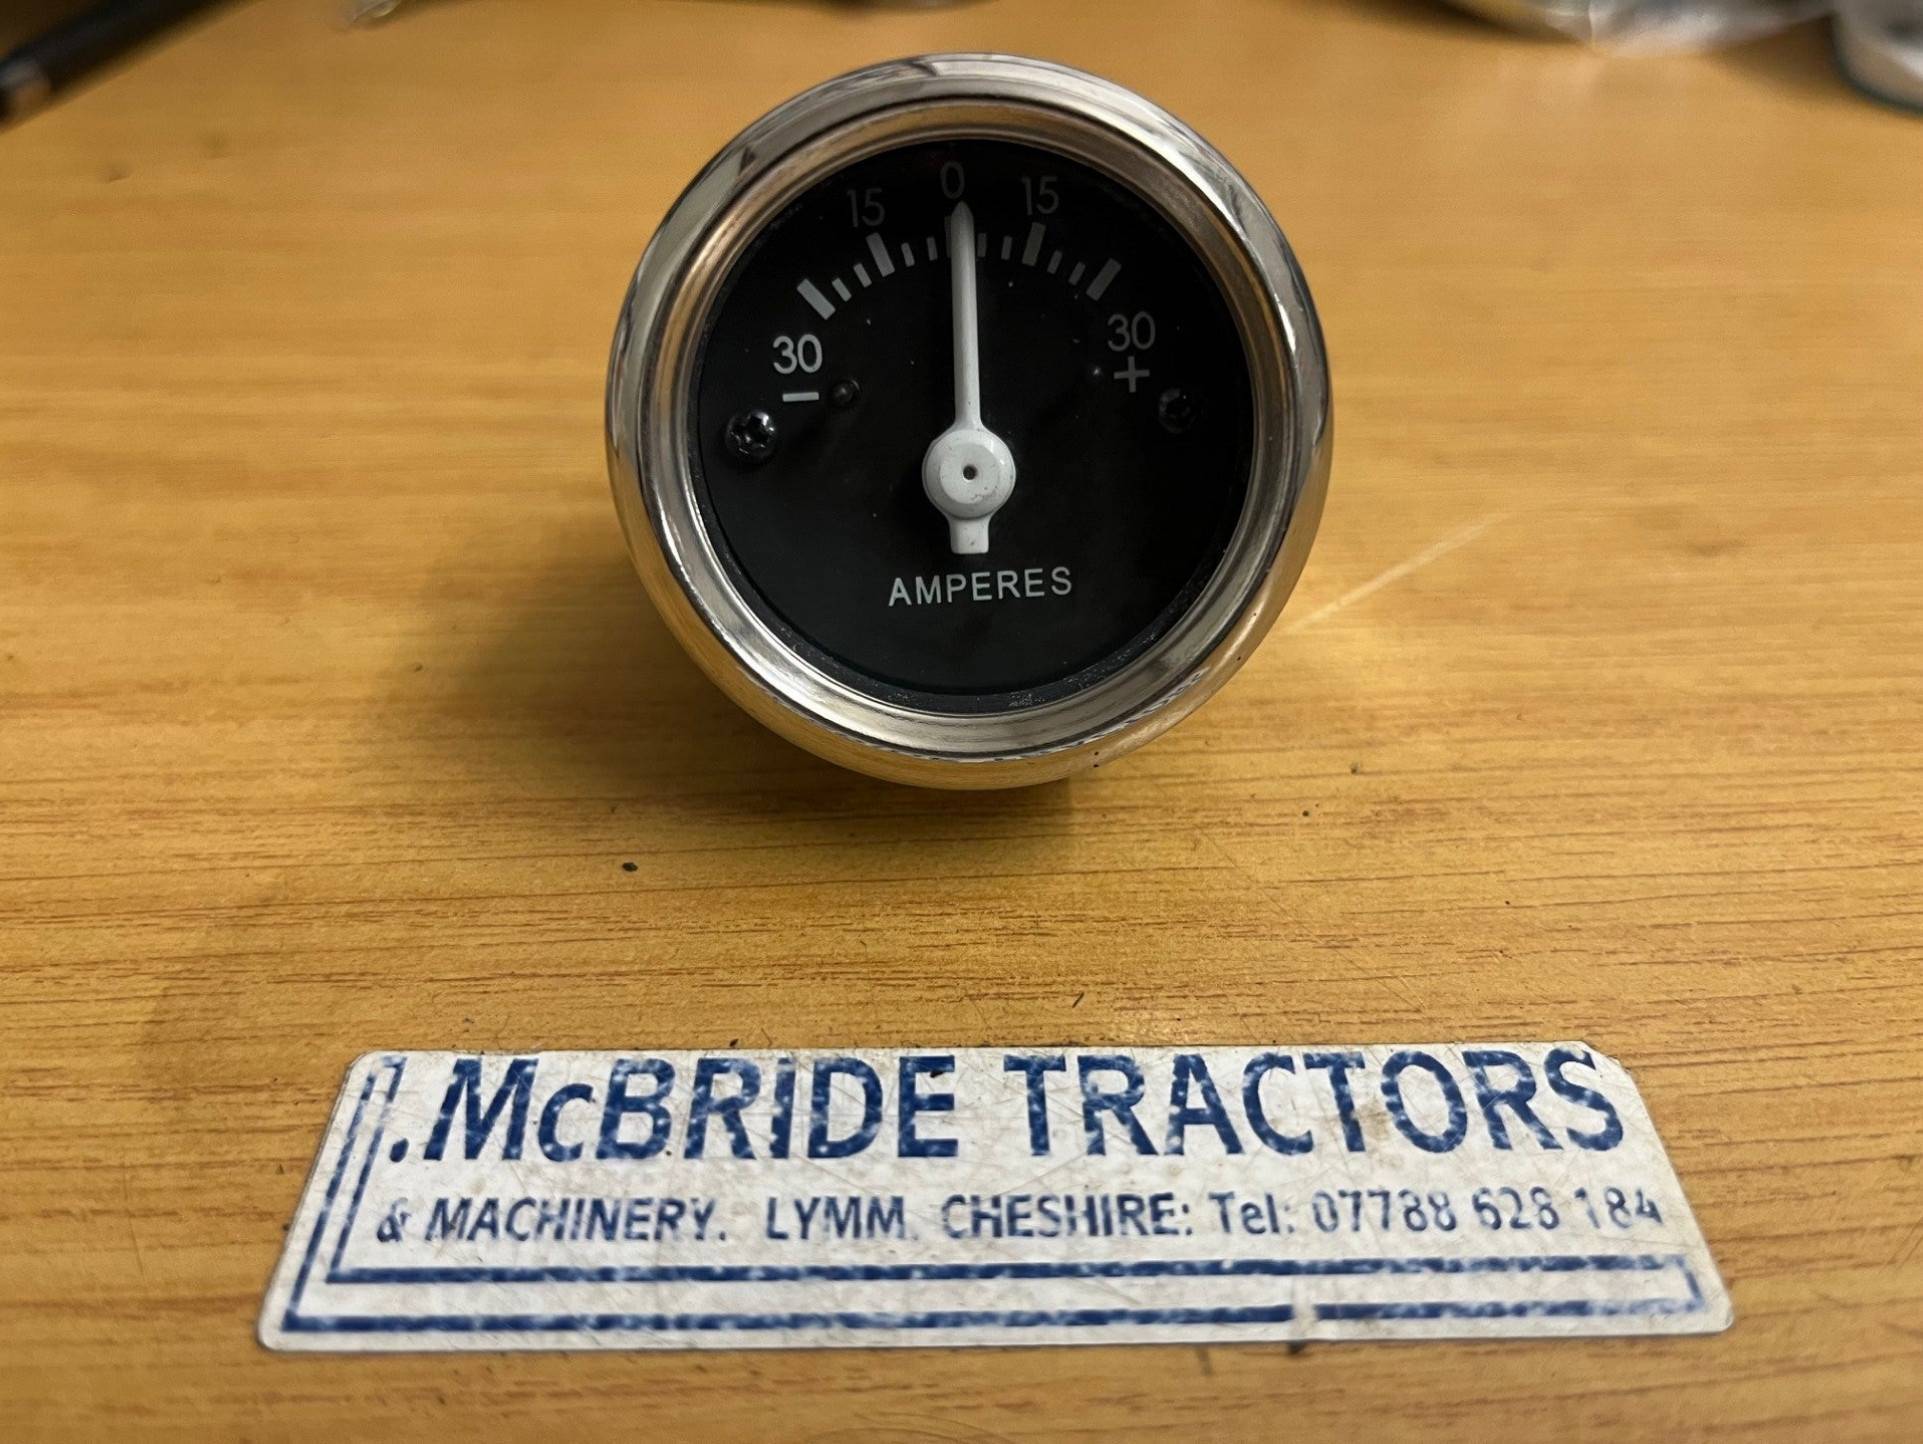 15 0 15
30 30
- +
AMPERES
.McBRIDE TRACTORS
& MACHINERY. LYMM. CHESHIRE: Tel: 07788 628 184